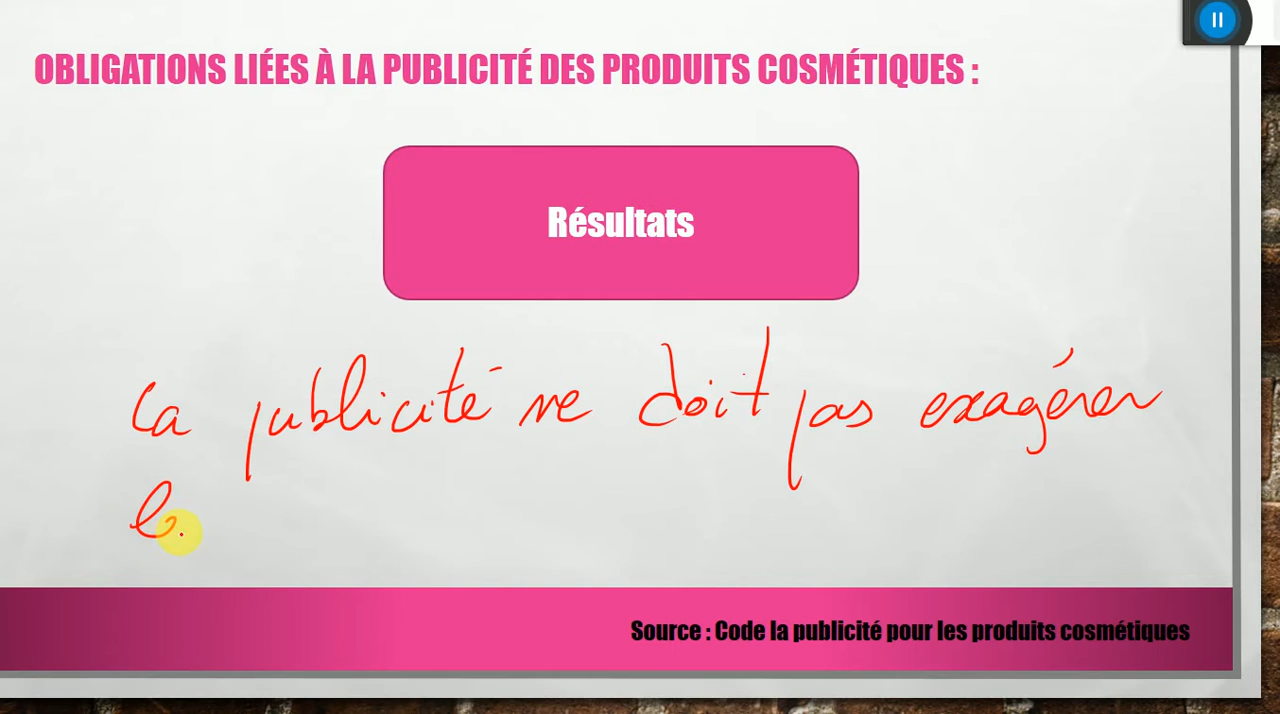 OBLIGATIONS LIÉES À LA PUBLICITÉ DES PRODUITS COSMÉTIQUES :
Résultats
La publicité ne doit pas exagérer
Source : Code la publicité pour les produits cosmétiques